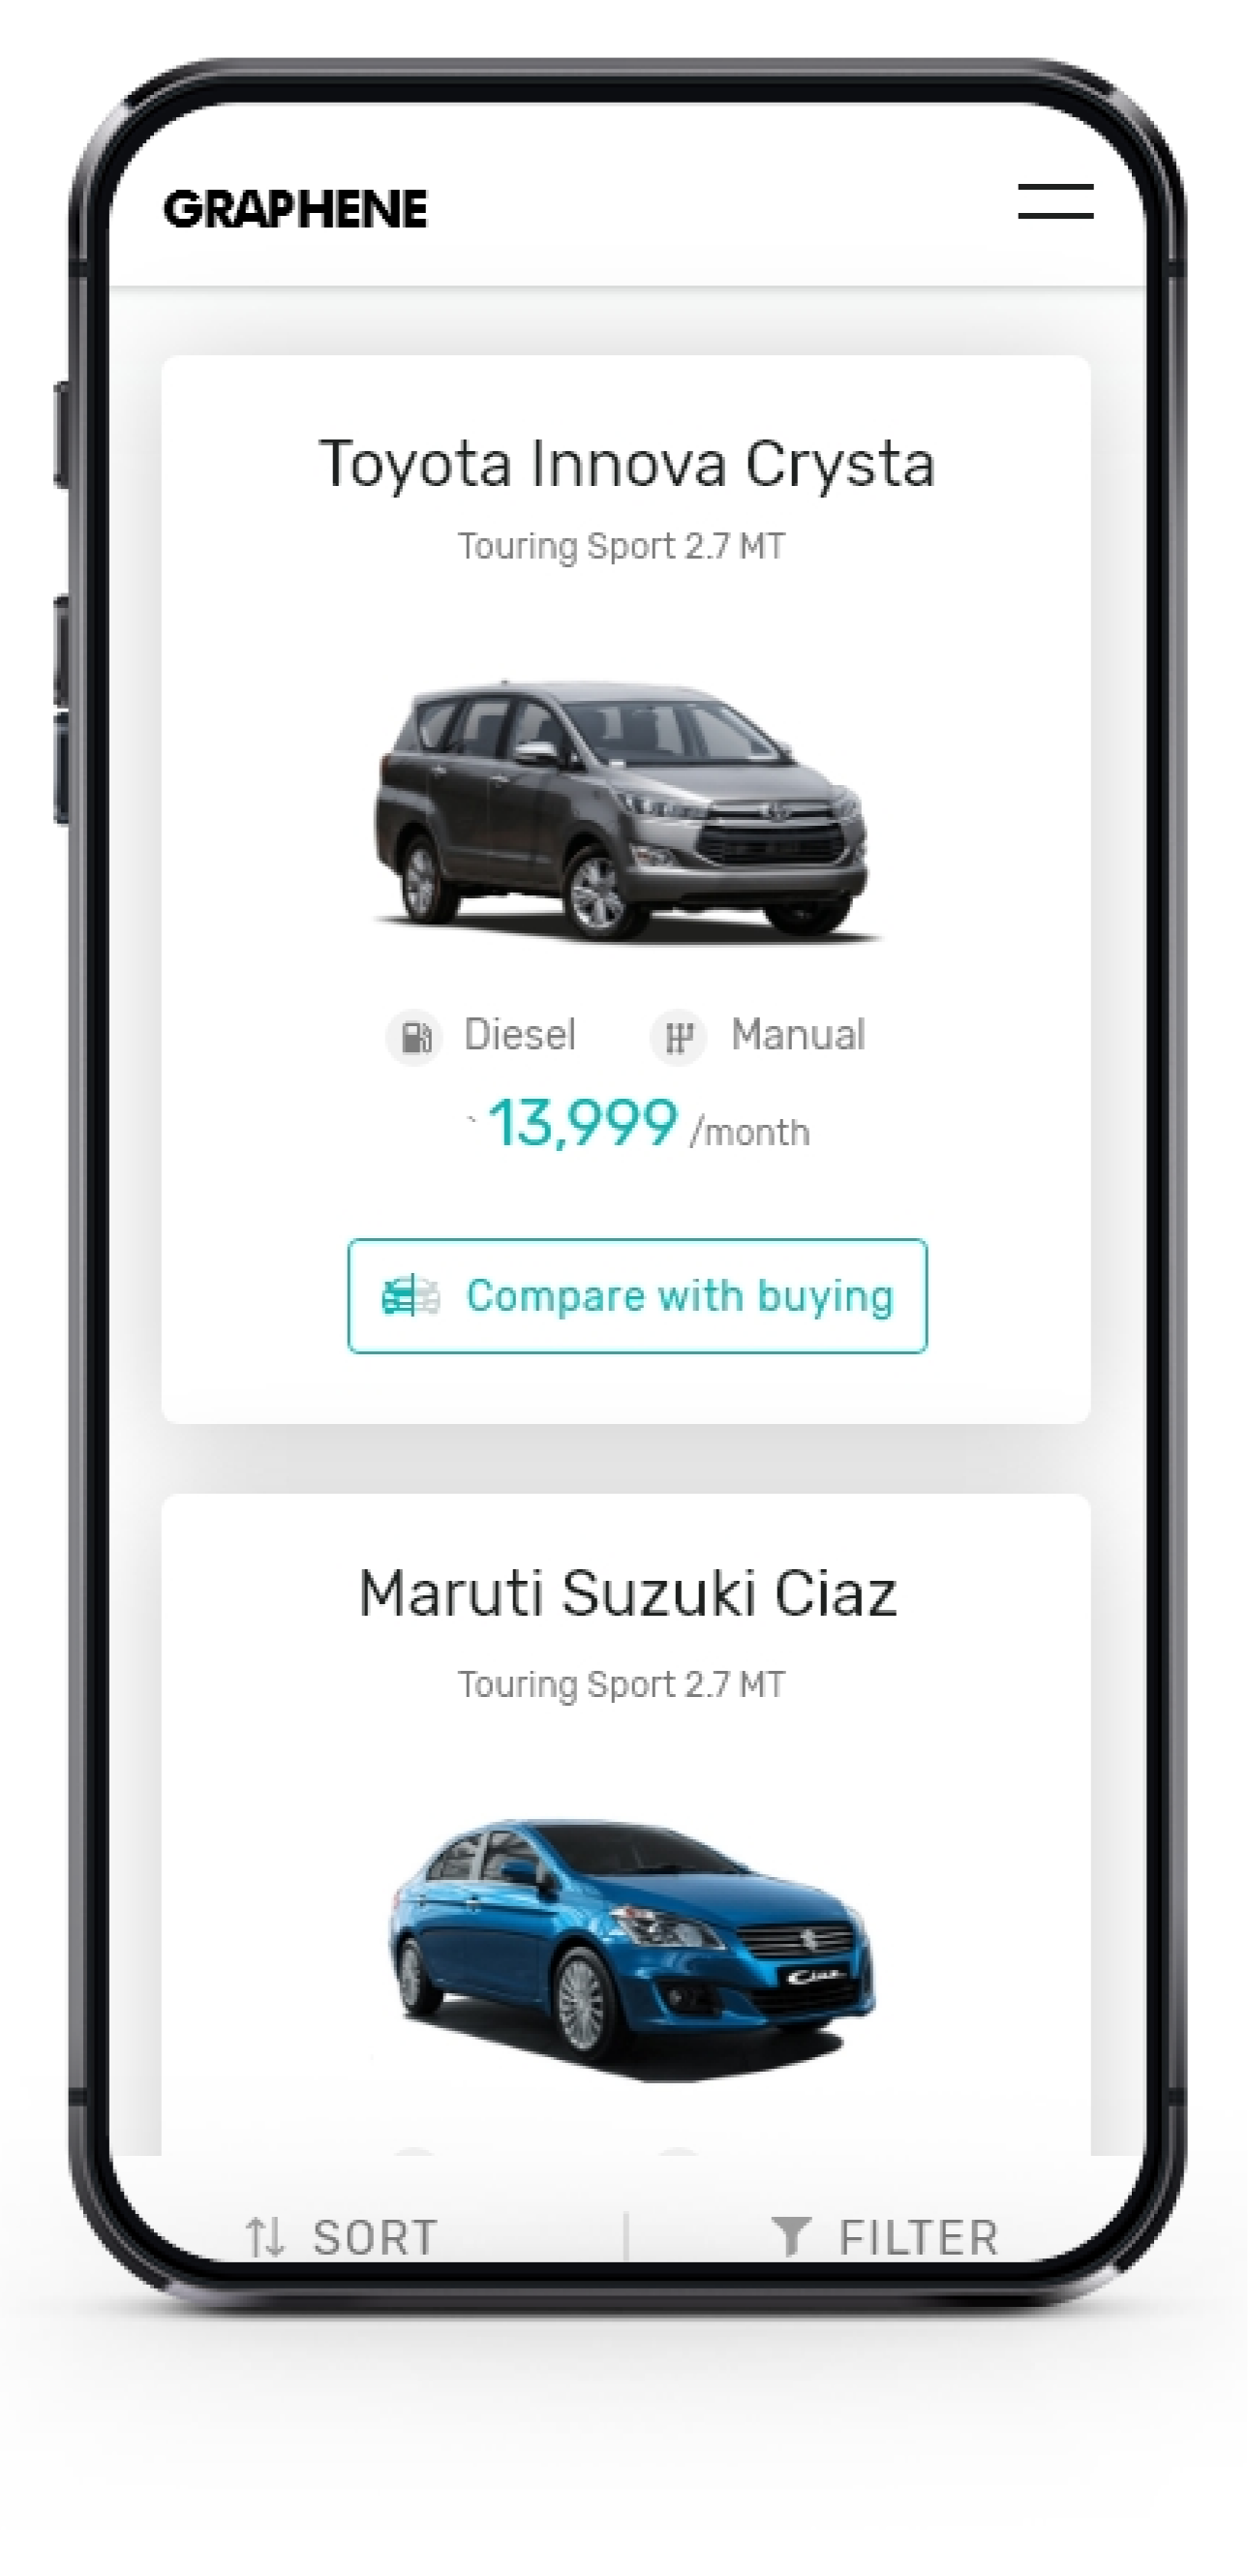 GRAPHENE
Toyota Innova Crysta
Touring Sport 2.7 MT
Diesel Manual
` 13,999 /month
Compare with buying
Maruti Suzuki Ciaz
Touring Sport 2.7 MT
Ciaz
SORT | FILTER